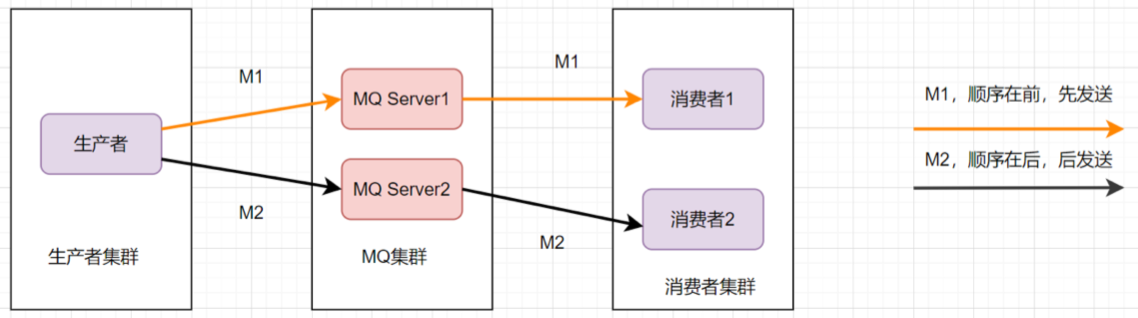 M1
M1
MQ Server1
消费者1
M1，顺序在前，先发送
生产者
M2，顺序在后，后发送
MQ Server2
M2
消费者2
M2
生产者集群
MQ集群
消费者集群